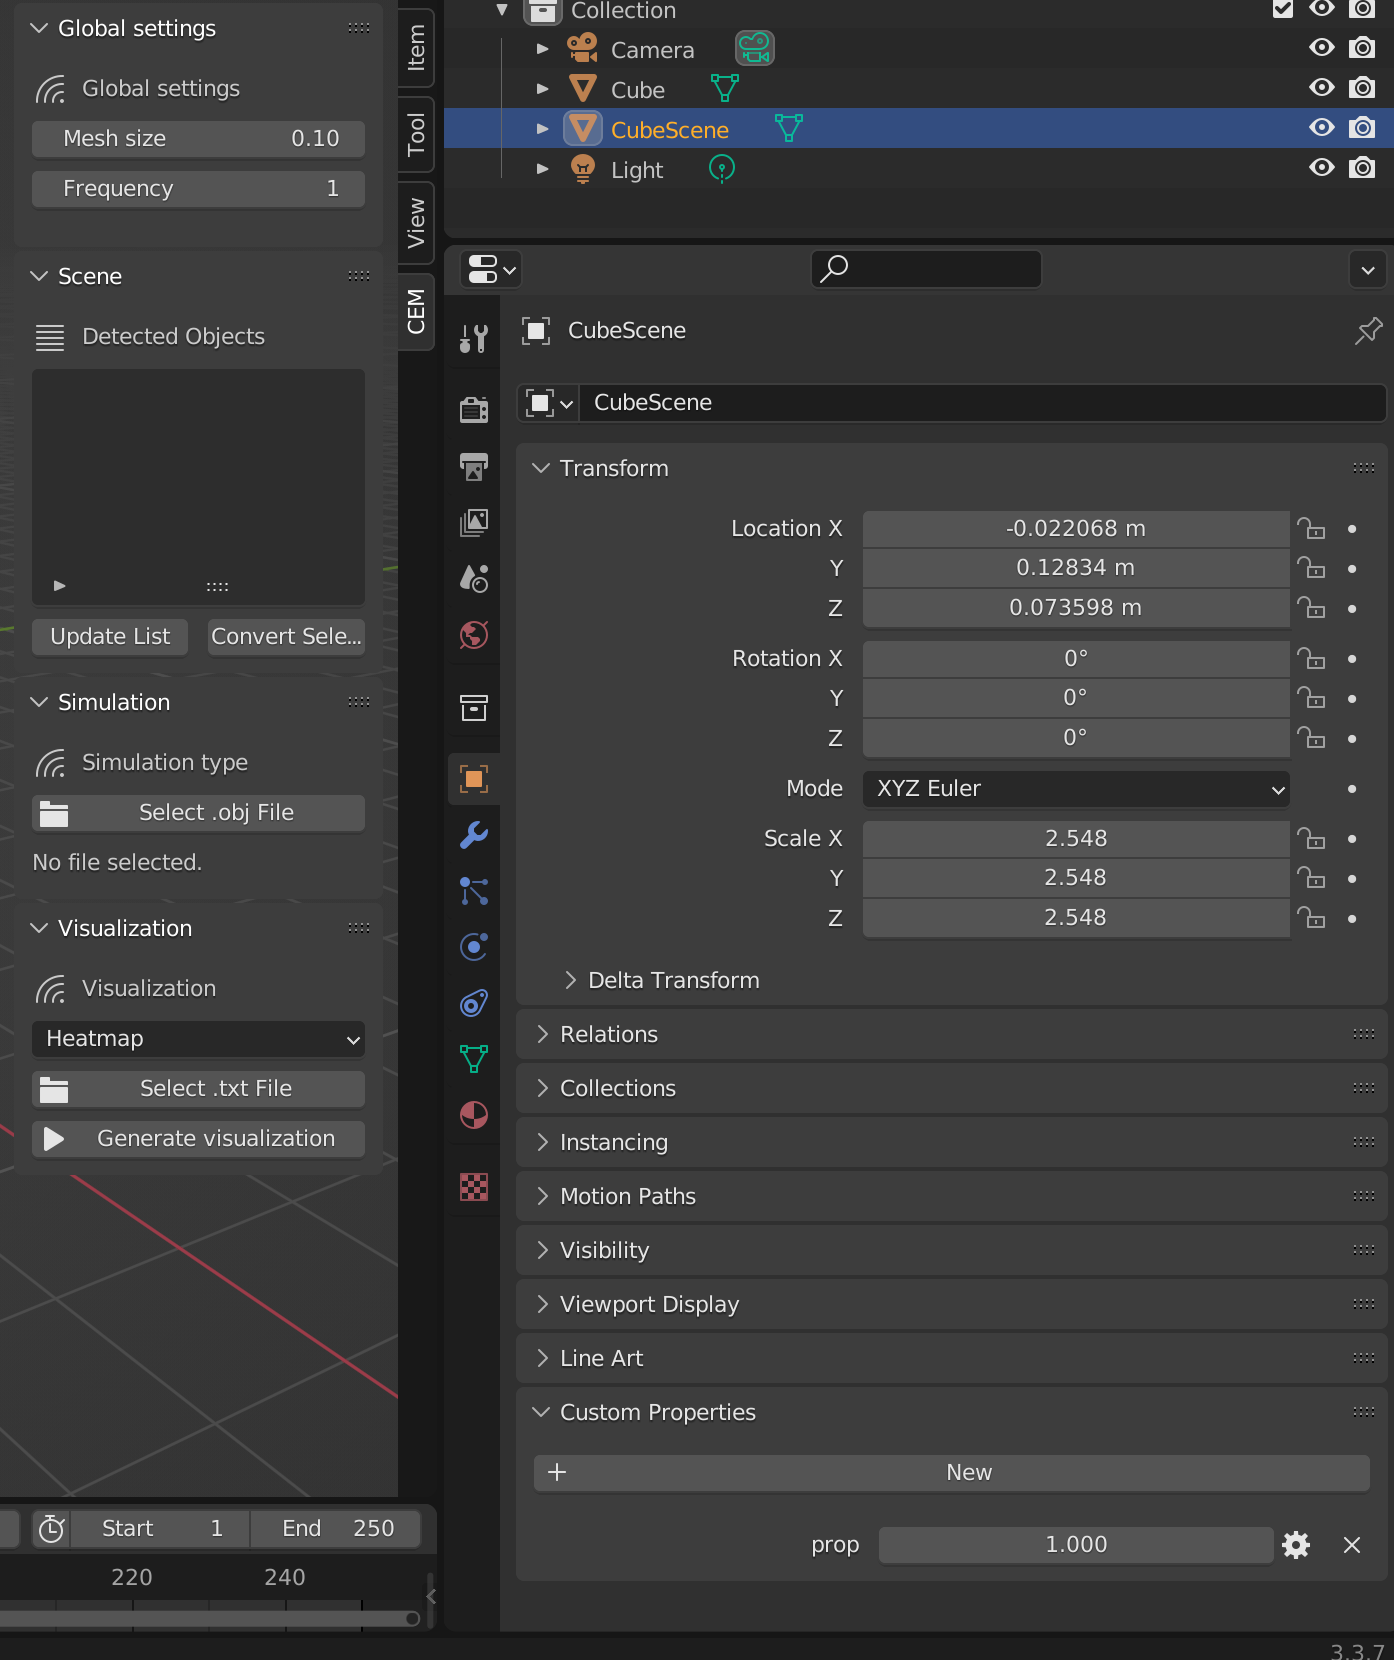 Global settings
Global settings
Mesh size 0.10
Frequency 1
Scene
Detected Objects
Update List
Convert Sele...
Simulation
Simulation type
Select .obj File
No file selected.
Visualization
Visualization
Heatmap
Select .txt File
Generate visualization
Item
Tool
View
CEM
Start 1
End 250
220 240
Collection
Camera
Cube
CubeScene
Light
CubeScene
CubeScene
Transform
Location X -0.022068 m
Y 0.12834 m
Z 0.073598 m
Rotation X 0°
Y 0°
Z 0°
Mode XYZ Euler
Scale X 2.548
Y 2.548
Z 2.548
Delta Transform
Relations
Collections
Instancing
Motion Paths
Visibility
Viewport Display
Line Art
Custom Properties
New
prop 1.000
3.3.7